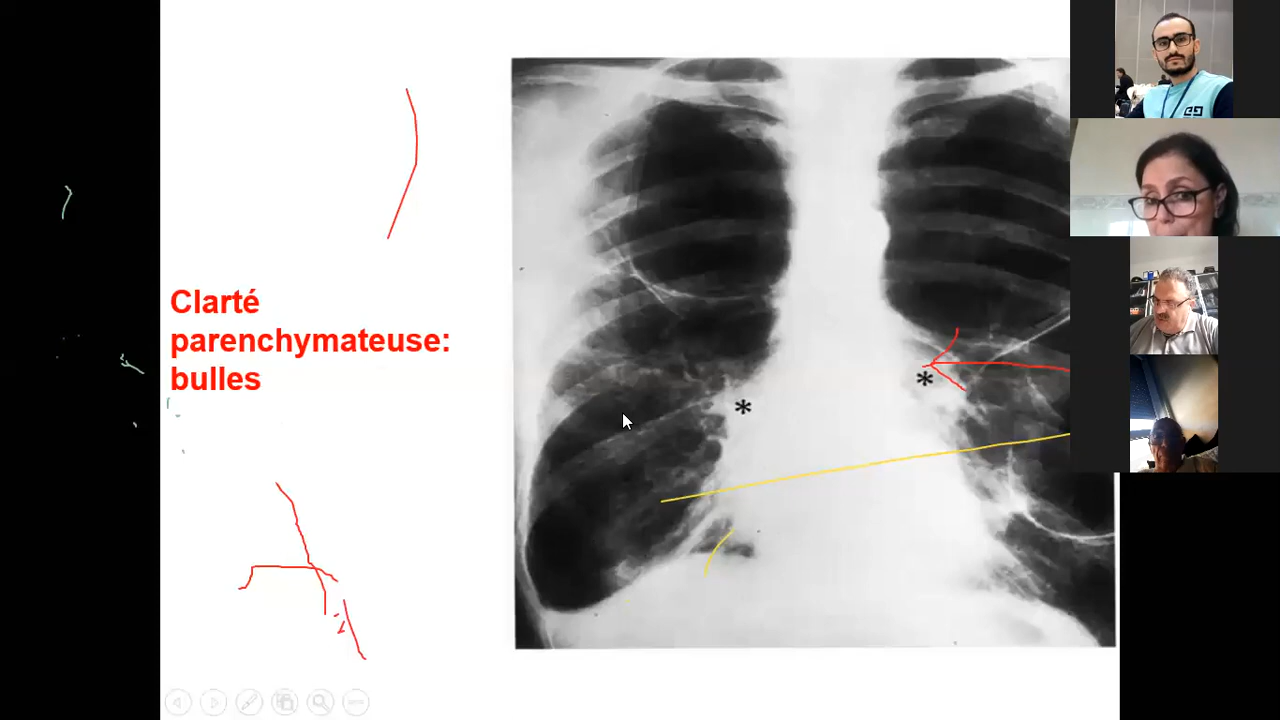 Clarté
parenchymateuse:
bulles
*
*